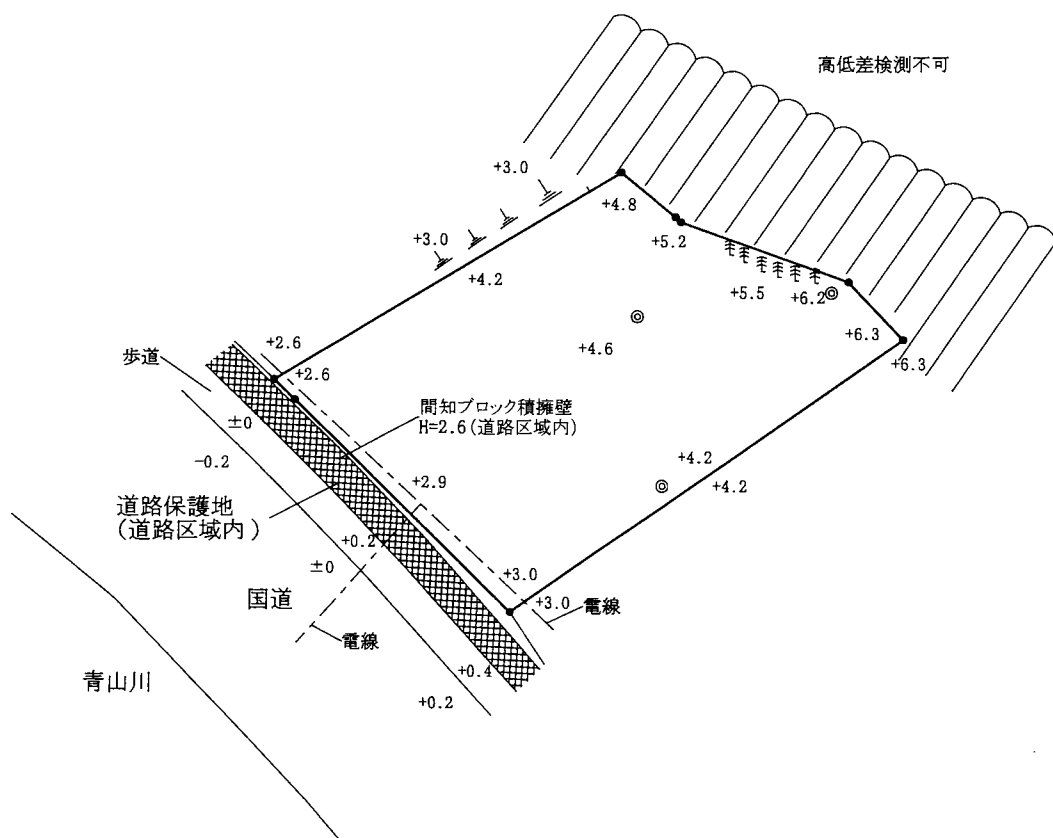 高低差検測不可
+3.0
+4.8
+3.0
+5.2
+4.2
+5.5
+6.2
+2.6
+4.6
+6.3
+6.3
歩道
+2.6
間知ブロック積擁壁
H=2.6(道路区域内)
±0
-0.2
+4.2
+4.2
+2.9
道路保護地
(道路区域内)
+0.2
±0
+3.0
国道
+3.0
電線
電線
+0.4
青山川
+0.2